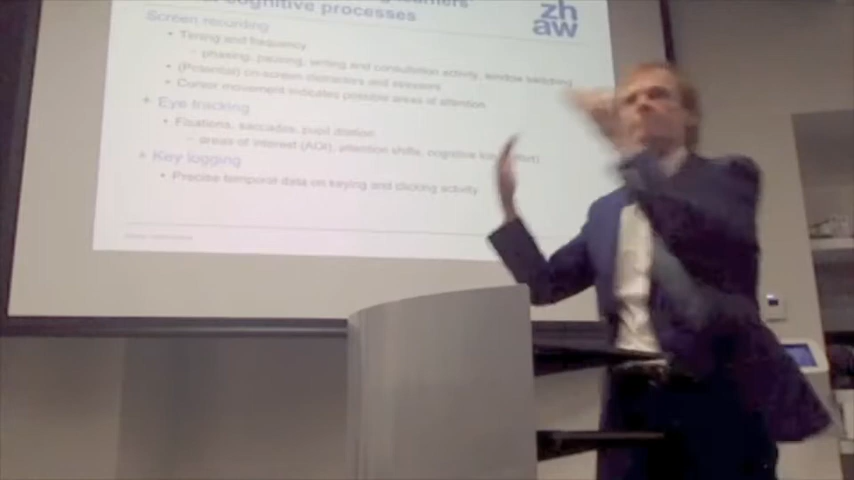 cognitive processes
zh
aw
Screen recording
• Timing and frequency
– phasing, pausing, writing and consultation activity, window switching)
• (Potential) on-screen distractors and stressors
• Cursor movement indicates possible areas of attention
• Eye tracking
• Fixations, saccades, pupil dilation
– areas of interest (AOI), attention shifts, cognitive
• Key logging
• Precise temporal data on keying and clicking activity